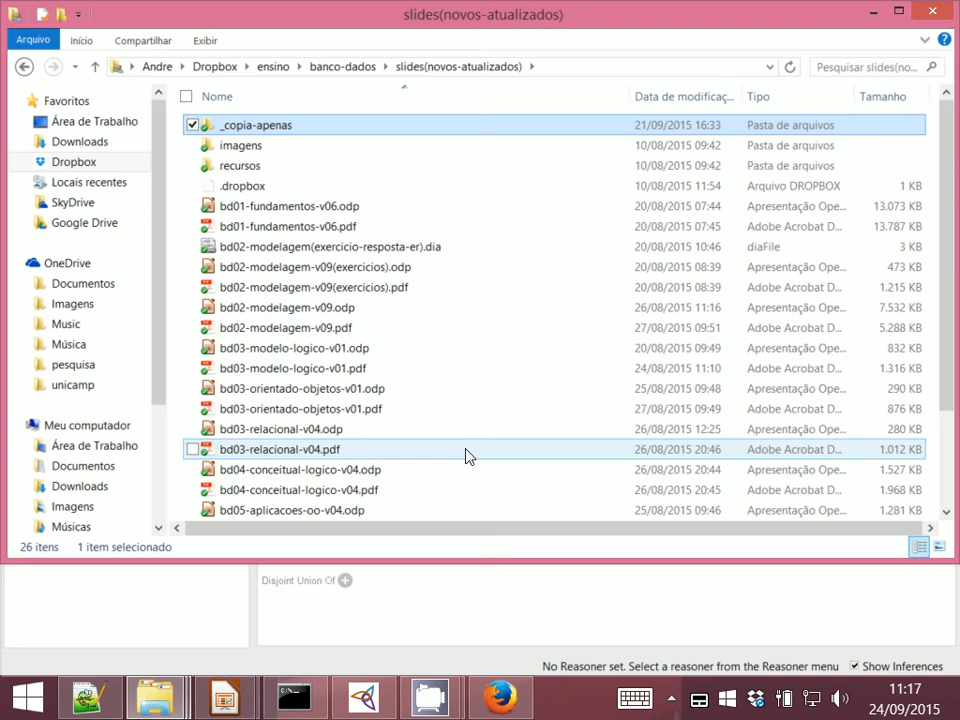 slides(novos-atualizados)
Arquivo Início Compartilhar Exibir
Andre Dropbox ensino banco-dados slides(novos-atualizados) Pesquisar slides(no...
Favoritos
Área de Trabalho
Downloads
Dropbox
Locais recentes
SkyDrive
Google Drive
OneDrive
Documentos
Imagens
Music
Música
pesquisa
unicamp
Meu computador
Área de Trabalho
Documentos
Downloads
Imagens
Músicas
Nome Data de modificaç... Tipo Tamanho
_copia-apenas 21/09/2015 16:33 Pasta de arquivos
imagens 10/08/2015 09:42 Pasta de arquivos
recursos 10/08/2015 09:42 Pasta de arquivos
.dropbox 10/08/2015 11:54 Arquivo DROPBOX 1 KB
bd01-fundamentos-v06.odp 20/08/2015 07:44 Apresentação Ope... 13.073 KB
bd01-fundamentos-v06.pdf 20/08/2015 07:45 Adobe Acrobat D... 13.787 KB
bd02-modelagem(exercicio-resposta-er).dia 20/08/2015 10:46 diaFile 3 KB
bd02-modelagem-v09(exercicios).odp 20/08/2015 08:39 Apresentação Ope... 473 KB
bd02-modelagem-v09(exercicios).pdf 20/08/2015 08:39 Adobe Acrobat D... 1.215 KB
bd02-modelagem-v09.odp 26/08/2015 11:16 Apresentação Ope... 7.532 KB
bd02-modelagem-v09.pdf 27/08/2015 09:51 Adobe Acrobat D... 5.288 KB
bd03-modelo-logico-v01.odp 20/08/2015 09:49 Apresentação Ope... 832 KB
bd03-modelo-logico-v01.pdf 24/08/2015 11:10 Adobe Acrobat D... 1.316 KB
bd03-orientado-objetos-v01.odp 25/08/2015 09:48 Apresentação Ope... 290 KB
bd03-orientado-objetos-v01.pdf 27/08/2015 09:49 Adobe Acrobat D... 876 KB
bd03-relacional-v04.odp 26/08/2015 12:25 Apresentação Ope... 280 KB
bd03-relacional-v04.pdf 26/08/2015 20:46 Adobe Acrobat D... 1.012 KB
bd04-conceitual-logico-v04.odp 26/08/2015 20:44 Apresentação Ope... 1.527 KB
bd04-conceitual-logico-v04.pdf 26/08/2015 20:45 Adobe Acrobat D... 1.968 KB
bd05-aplicacoes-oo-v04.odp 25/08/2015 09:46 Apresentação Ope... 1.281 KB
26 itens 1 item selecionado
Disjoint Union Of
No Reasoner set. Select a reasoner from the Reasoner menu Show Inferences
11:17
24/09/2015